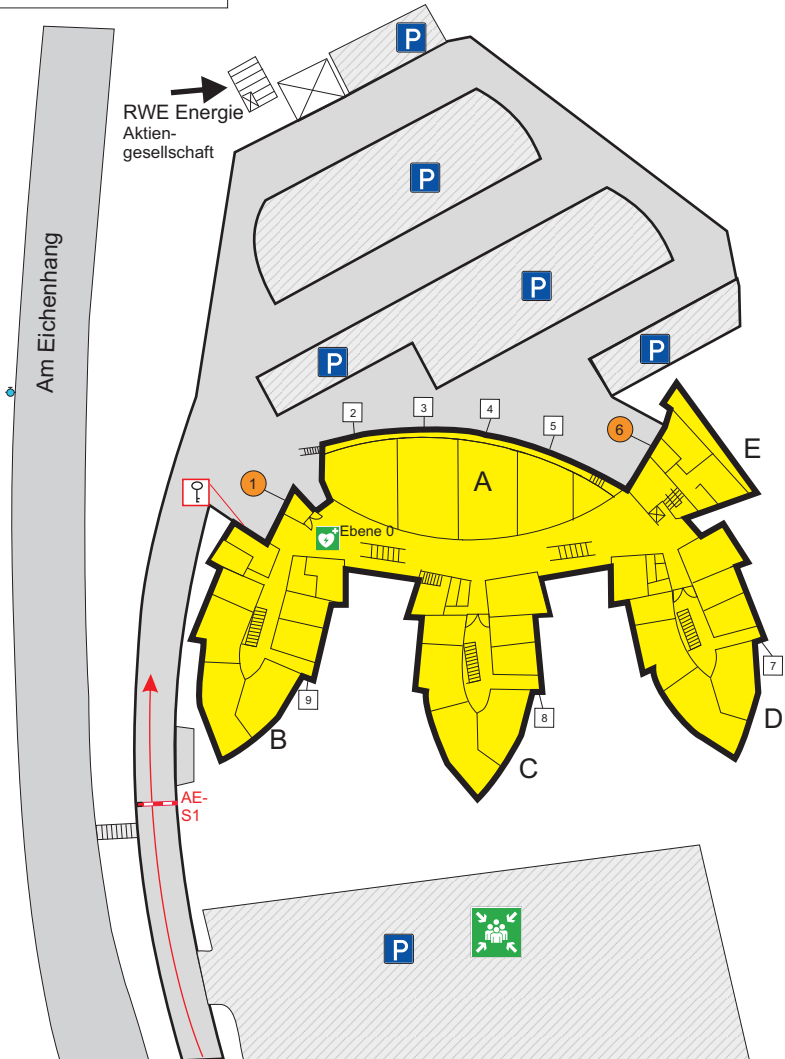 P
RWE Energie
Aktien-
gesellschaft
P
Am Eichenhang
P
P
P
2
3
4
5
6
E
A
1
Ebene 0
7
9
8
D
B
C
AE-
S1
P